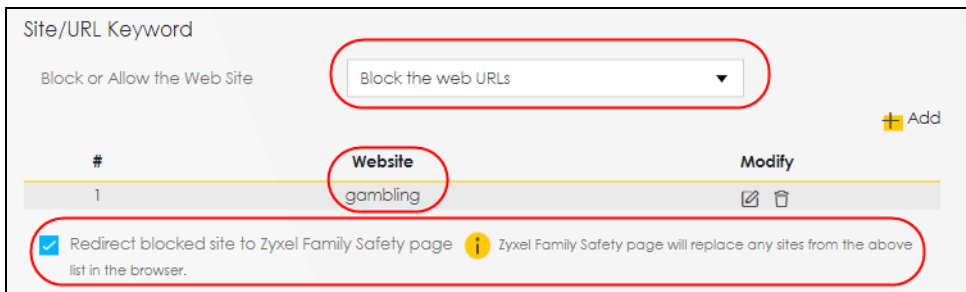 Site/URL Keyword
Block or Allow the Web Site Block the web URLs
Add
# Website Modify
1 gambling
Redirect blocked site to Zyxel Family Safety page i Zyxel Family Safety page will replace any sites from the above
list in the browser.